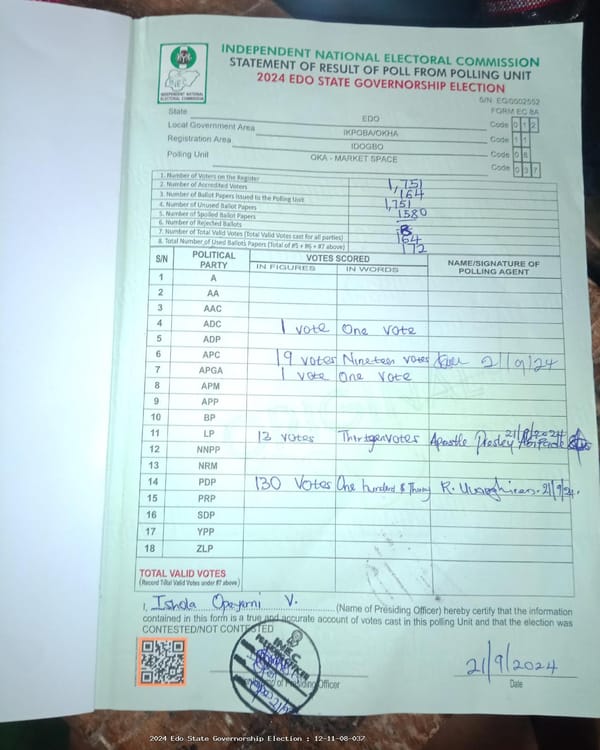 INDEPENDENT NATIONAL ELECTORAL COMMISSION
STATEMENT OF RESULT OF POLL FROM POLLING UNIT
2024 EDO STATE GOVERNORSHIP ELECTION
INEC
INDEPENDENT NATIONAL ELECTORAL COMMISSION
S/N: EG/0002552
FORM EC 8A
State EDO Code 0 1 2
Local Government Area IKPOBA/OKHA Code 1 1
Registration Area IDOGBO Code 0 8
Polling Unit OKA - MARKET SPACE Code 0 3 7
1. Number of Voters on the Register 1,751
2. Number of Accredited Voters 164
3. Number of Ballot Papers Issued to the Polling Unit 1,751
4. Number of Unused Ballot Papers 1580
5. Number of Spoiled Ballot Papers
6. Number of Rejected Ballots
7. Number of Total Valid Votes (Total Valid Votes cast for all parties) 164
8. Total Number of Used Ballots Papers (Total of #5 + #6 + #7 above) 172
S/N POLITICAL PARTY VOTES SCORED NAME/SIGNATURE OF POLLING AGENT
IN FIGURES IN WORDS
1 A
2 AA
3 AAC
4 ADC 1 vote One vote
5 ADP
6 APC 19 votes Nineteen votes 21/9/24
7 APGA 1 vote One vote
8 APM
9 APP
10 BP
11 LP 13 votes Thirteen votes Apostle Presley 21/9/2024
12 NNPP
13 NRM
14 PDP 130 Votes One hundred & Thirty R. 21/9/24.
15 PRP
16 SDP
17 YPP
18 ZLP
TOTAL VALID VOTES
(Record Total Valid Votes under #7 above)
I, Ishola Opeyemi V. (Name of Presiding Officer) hereby certify that the information
contained in this form is a true and accurate account of votes cast in this polling Unit and that the election was
CONTESTED/NOT CONTESTED
INEC
21/9/2024
of Presiding Officer
Date
2024 Edo State Governorship Election : 12-11-08-037